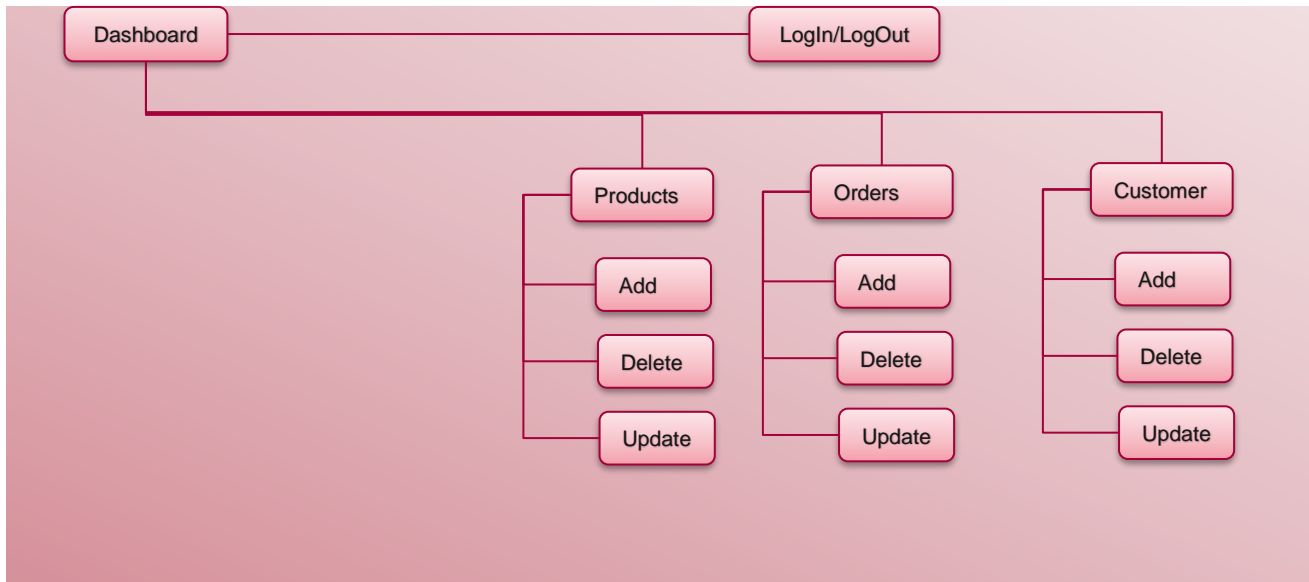 Dashboard
LogIn/LogOut
Products
Orders
Customer
Add
Add
Add
Delete
Delete
Delete
Update
Update
Update